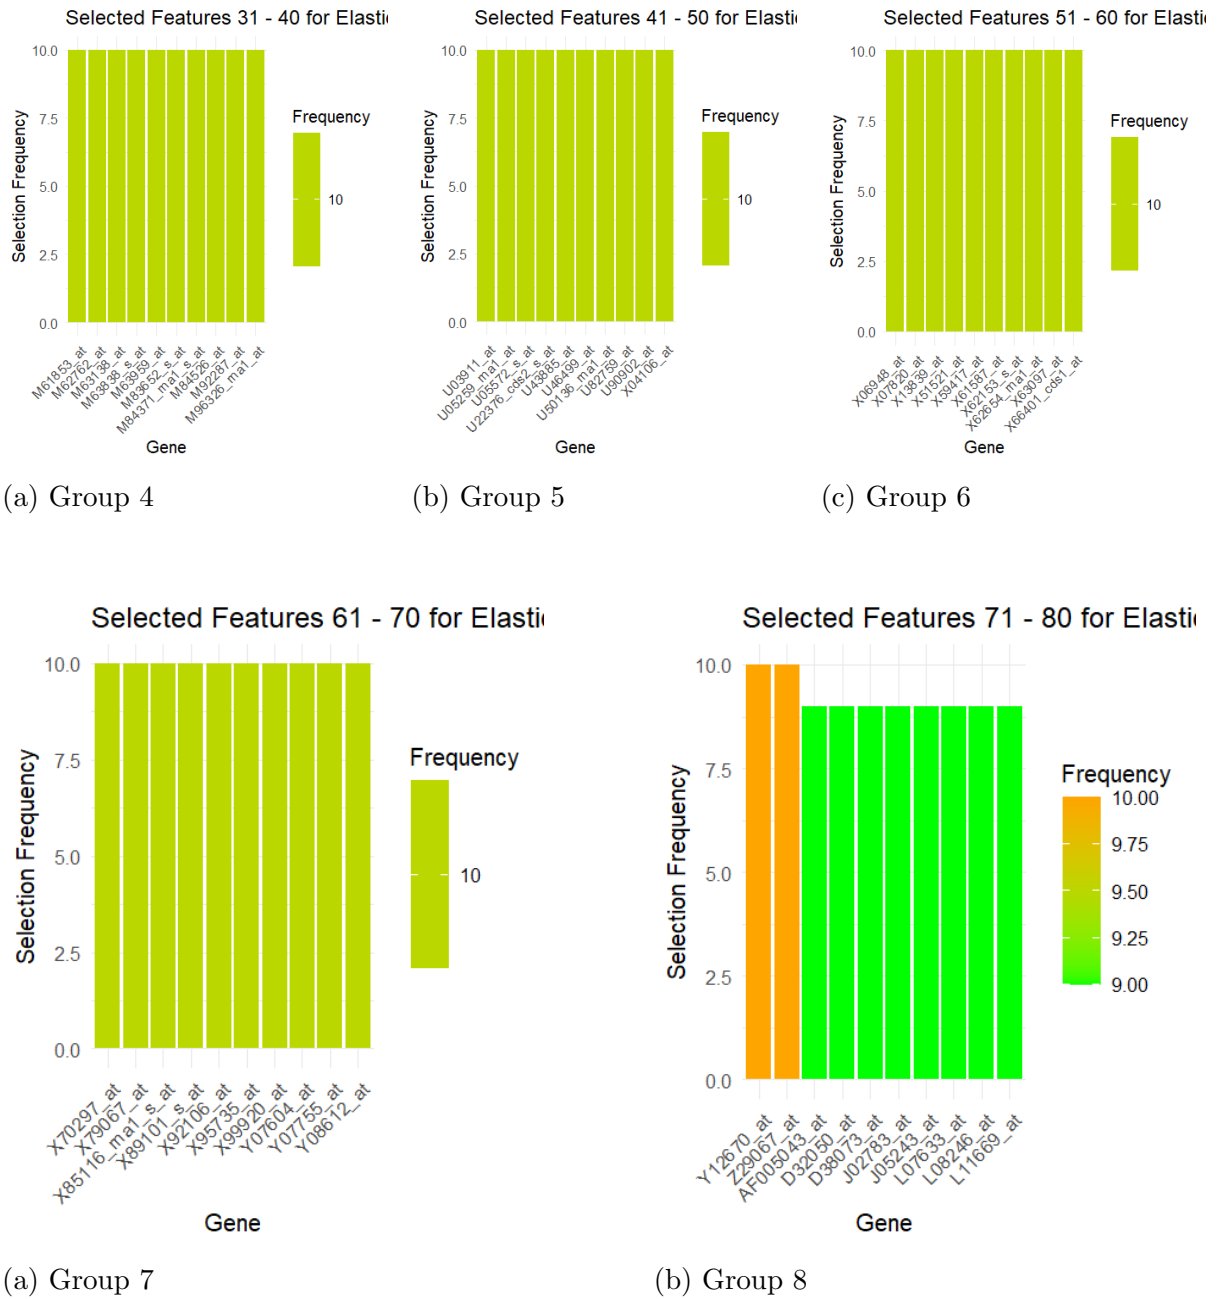 Selected Features 31 - 40 for Elasti
Selection Frequency
10.0
7.5
5.0
2.5
0.0
M61853_at
M62762_at
M63138_at
M63838_s_at
M63959_at
M83652_s_at
M84371_rna1_s_at
M84526_at
M92287_at
M96326_rna1_at
Gene
Frequency
10
(a) Group 4
Selected Features 41 - 50 for Elasti
Selection Frequency
10.0
7.5
5.0
2.5
0.0
U03911_at
U05259_rna1_at
U05572_s_at
U22376_cds2_s_at
U43885_at
U46499_at
U50136_rna1_at
U82759_at
U90902_at
X04106_at
Gene
Frequency
10
(b) Group 5
Selected Features 51 - 60 for Elasti
Selection Frequency
10.0
7.5
5.0
2.5
0.0
X06948_at
X07820_at
X13839_at
X51521_at
X59417_at
X61587_at
X62153_s_at
X62654_rna1_at
X63097_at
X66401_cds1_at
Gene
Frequency
10
(c) Group 6
Selected Features 61 - 70 for Elasti
Selection Frequency
10.0
7.5
5.0
2.5
0.0
X70297_at
X79067_at
X85116_rna1_s_at
X89101_s_at
X92106_at
X95735_at
X99920_at
Y07604_at
Y07755_at
Y08612_at
Gene
Frequency
10
(a) Group 7
Selected Features 71 - 80 for Elasti
Selection Frequency
10.0
7.5
5.0
2.5
0.0
Y12670_at
Z29067_at
AF005043_at
D32050_at
D38073_at
J02783_at
J05243_at
L07633_at
L08246_at
L11669_at
Gene
Frequency
10.00
9.75
9.50
9.25
9.00
(b) Group 8